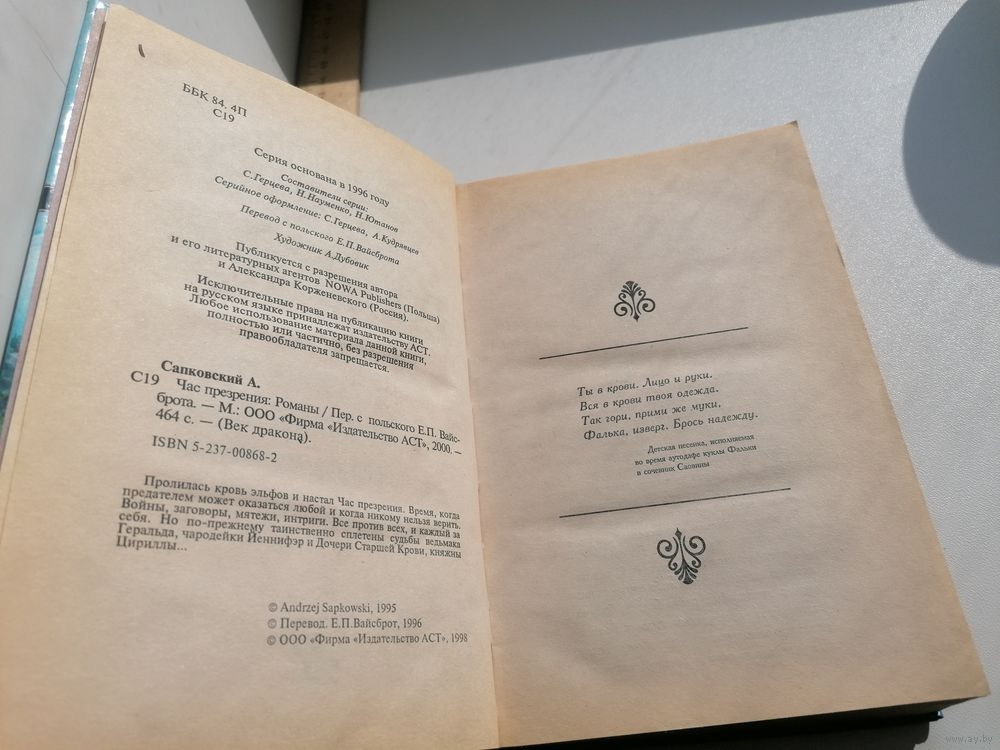 ББК 84. 4П
С19
Серия основана в 1996 году
Составители серии:
С.Герцева, Н.Науменко, Н.Ютанов
Серийное оформление: С.Герцева, А.Кудрявцев
Перевод с польского Е.П.Вайсброта
Художник А.Дубовик
Публикуется с разрешения автора
и его литературных агентов NOWA Publishers (Польша)
и Александра Корженевского (Россия).
Исключительные права на публикацию книги
на русском языке принадлежат издательству АСТ.
Любое использование материала данной книги,
полностью или частично, без разрешения
правообладателя запрещается.
Сапковский А.
С19 Час презрения: Романы / Пер. с польского Е.П. Вайс-
брота. — М.: ООО «Фирма «Издательство АСТ», 2000. —
464 с. — (Век дракона).
ISBN 5-237-00868-2
Пролилась кровь эльфов и настал Час презрения. Время, когда
предателем может оказаться любой и когда никому нельзя верить.
Войны, заговоры, мятежи, интриги. Все против всех, и каждый за
себя. Но по-прежнему таинственно сплетены судьбы ведьмака
Геральда, чародейки Йеннифэр и Дочери Старшей Крови, княжны
Цириллы...
© Andrzej Sapkowski, 1995
© Перевод. Е.П.Вайсброт, 1996
© ООО «Фирма «Издательство АСТ», 1998
Ты в крови. Лицо и руки.
Вся в крови твоя одежда.
Так гори, прими же муки,
Фалька, изверг. Брось надежду.
Детская песенка, исполняемая
во время аутодафе куклы Фальки
в сочельник Саовины
www.ay.by